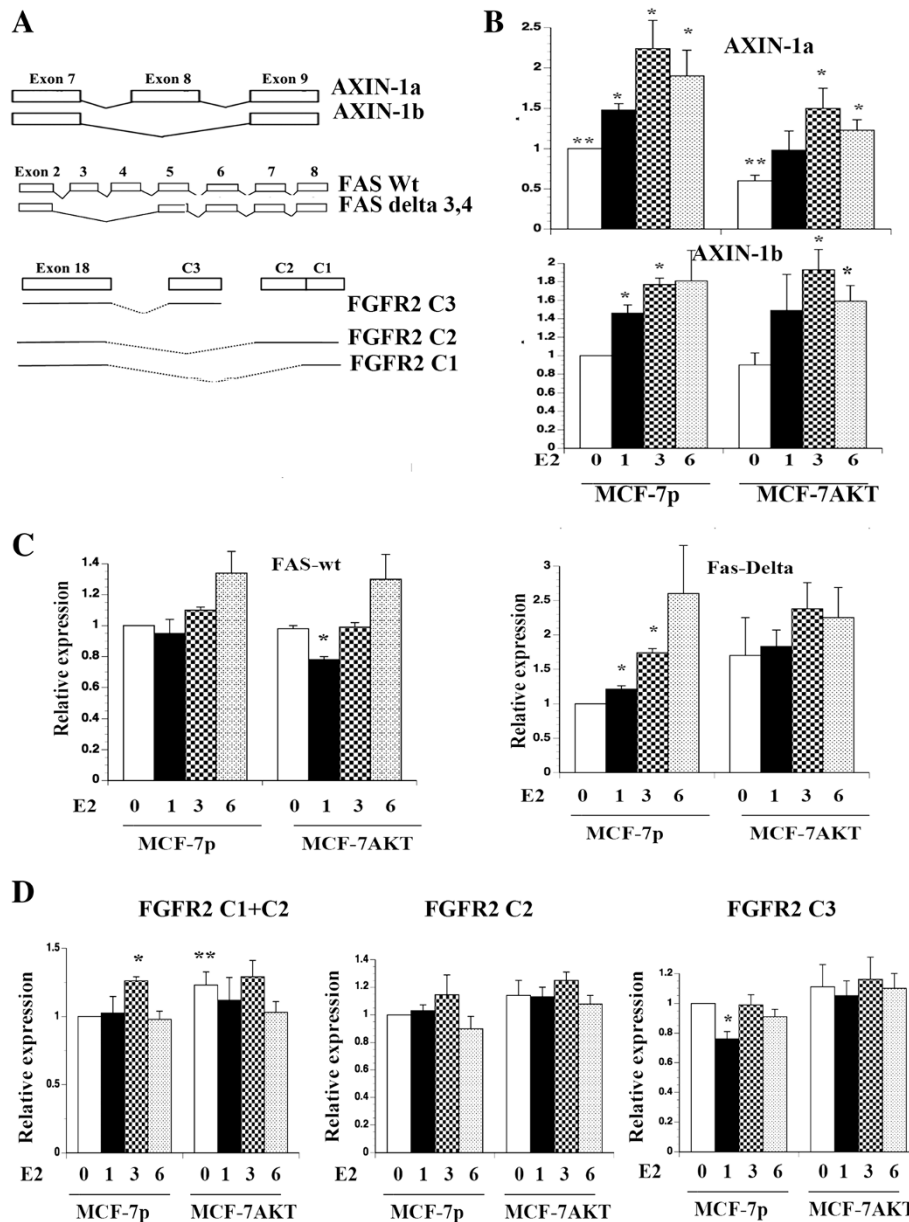 A
Exon 7 Exon 8 Exon 9
AXIN-1a
AXIN-1b
Exon 2 3 4 5 6 7 8
FAS Wt
FAS delta 3,4
Exon 18 C3 C2 C1
FGFR2 C3
FGFR2 C2
FGFR2 C1
B
AXIN-1a
2.5
2
1.5
1
0.5
0
** * * * ** * *
AXIN-1b
2
1.8
1.6
1.4
1.2
1
0.8
0.6
0.4
0.2
0
* * * *
E2 0 1 3 6 0 1 3 6
MCF-7p MCF-7AKT
C
FAS-wt
Relative expression
1.4
1.2
1
0.8
0.6
0.4
0.2
0
*
E2 0 1 3 6 0 1 3 6
MCF-7p MCF-7AKT
Fas-Delta
Relative expression
3
2.5
2
1.5
1
0.5
0
* *
E2 0 1 3 6 0 1 3 6
MCF-7p MCF-7AKT
D
FGFR2 C1+C2
Relative expression
1.5
1
0.5
0
* **
E2 0 1 3 6 0 1 3 6
MCF-7p MCF-7AKT
FGFR2 C2
Relative expression
1.4
1.2
1
0.8
0.6
0.4
0.2
0
E2 0 1 3 6 0 1 3 6
MCF-7p MCF-7AKT
FGFR2 C3
Relative expression
1.2
1
0.8
0.6
0.4
0.2
0
*
E2 0 1 3 6 0 1 3 6
MCF-7p MCF-7AKT